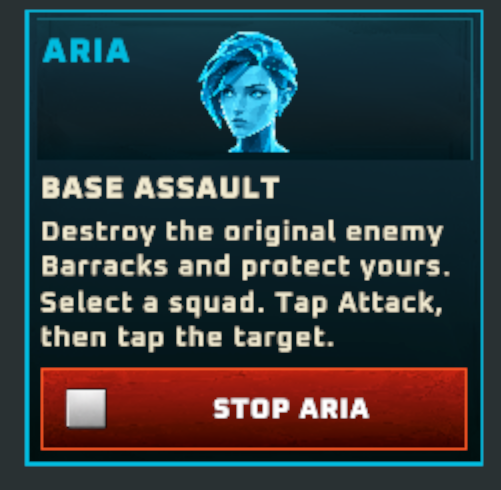 ARIA
BASE ASSAULT
Destroy the original enemy
Barracks and protect yours.
Select a squad. Tap Attack,
then tap the target.
STOP ARIA